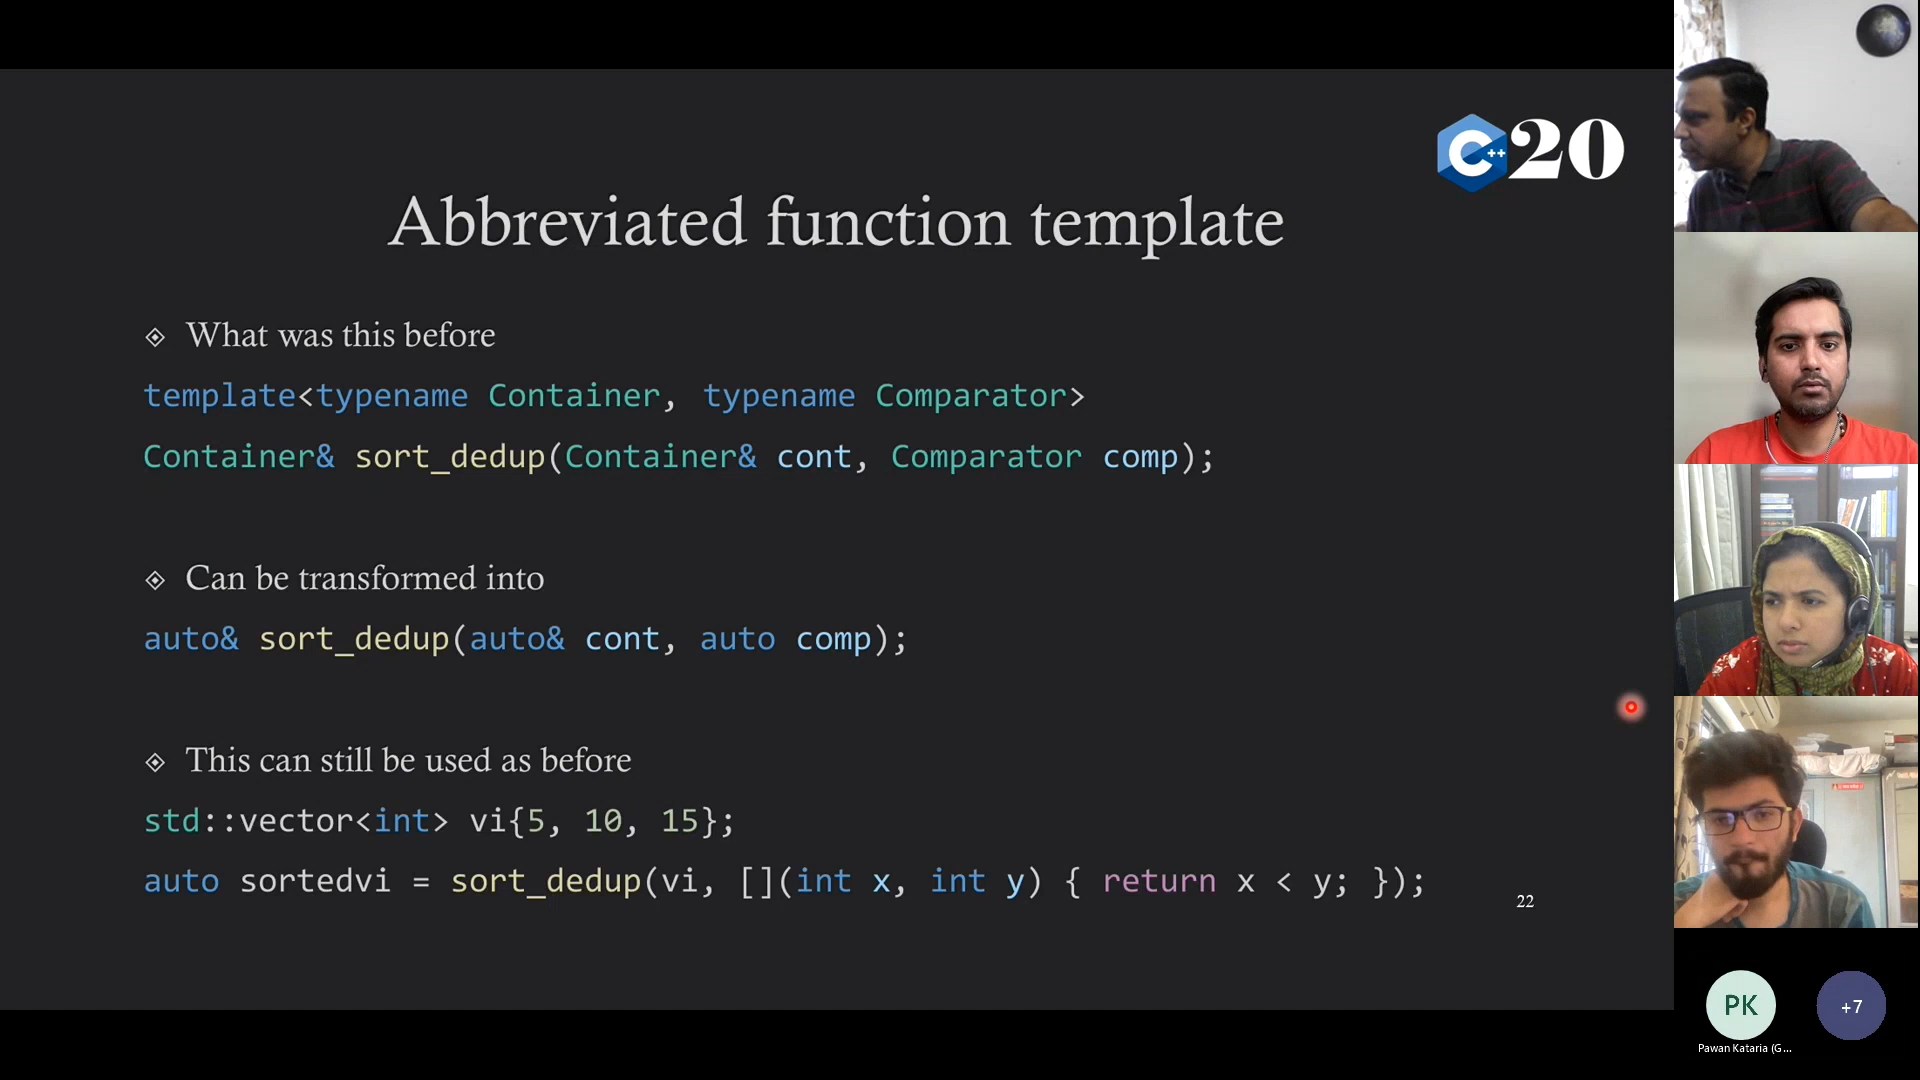 C++20
Abbreviated function template
What was this before
template<typename Container, typename Comparator>
Container& sort_dedup(Container& cont, Comparator comp);
Can be transformed into
auto& sort_dedup(auto& cont, auto comp);
This can still be used as before
std::vector<int> vi{5, 10, 15};
auto sortedvi = sort_dedup(vi, [](int x, int y) { return x < y; });
22
PK
+7
Pawan Kataria (G...